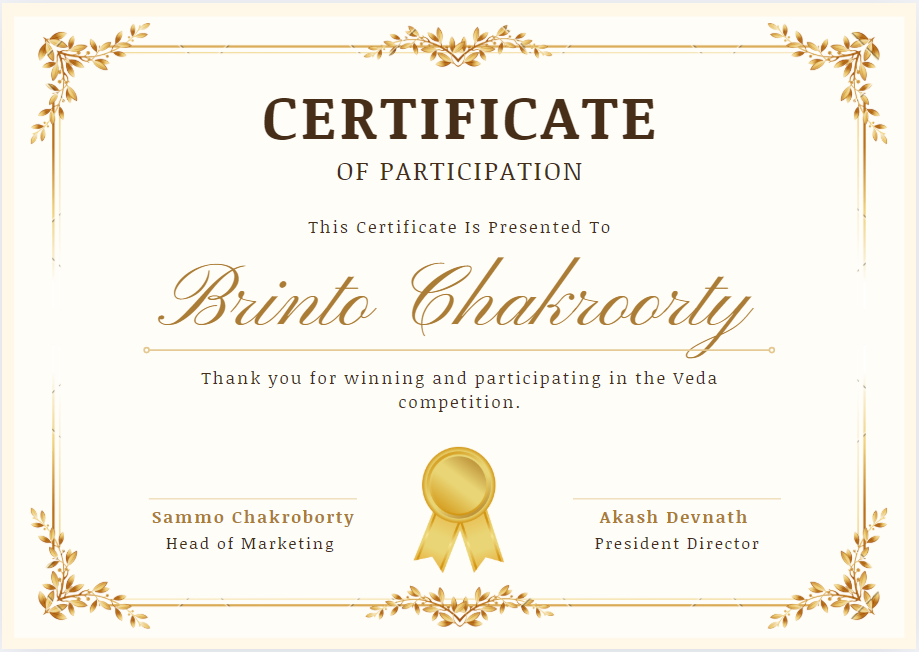 CERTIFICATE
OF PARTICIPATION
This Certificate Is Presented To
Brinto Chakroorty
Thank you for winning and participating in the Veda
competition.
Sammo Chakroborty
Head of Marketing
Akash Devnath
President Director